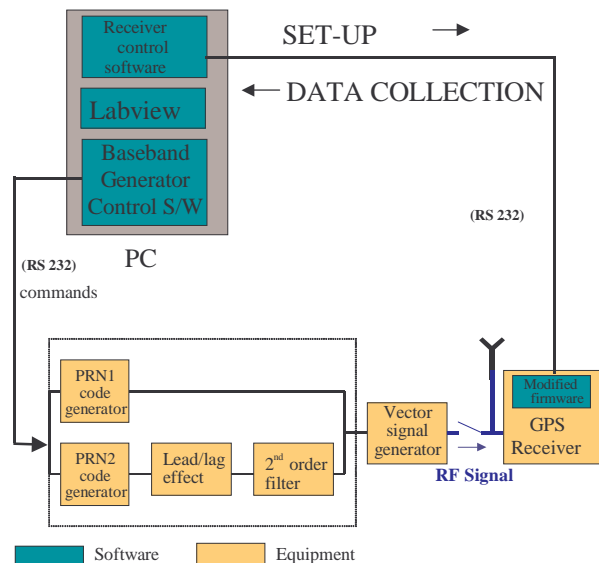 Receiver
control
software
SET-UP
DATA COLLECTION
Labview
Baseband
Generator
Control S/W
PC
(RS 232)
(RS 232)
commands
PRN1
code
generator
PRN2
code
generator
Lead/lag
effect
2nd order
filter
Vector
signal
generator
RF Signal
Modified
firmware
GPS
Receiver
Software
Equipment